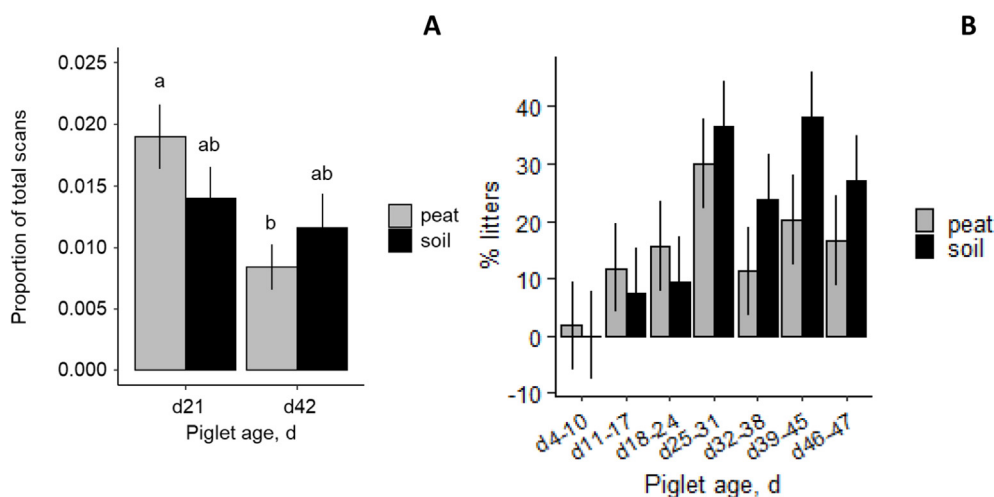 A
Proportion of total scans
0.025
0.020
0.015
0.010
0.005
0.000
a
ab
b
ab
peat
soil
d21
d42
Piglet age, d
B
% litters
40
30
20
10
0
-10
peat
soil
d4-10
d11-17
d18-24
d25-31
d32-38
d39-45
d46-47
Piglet age, d